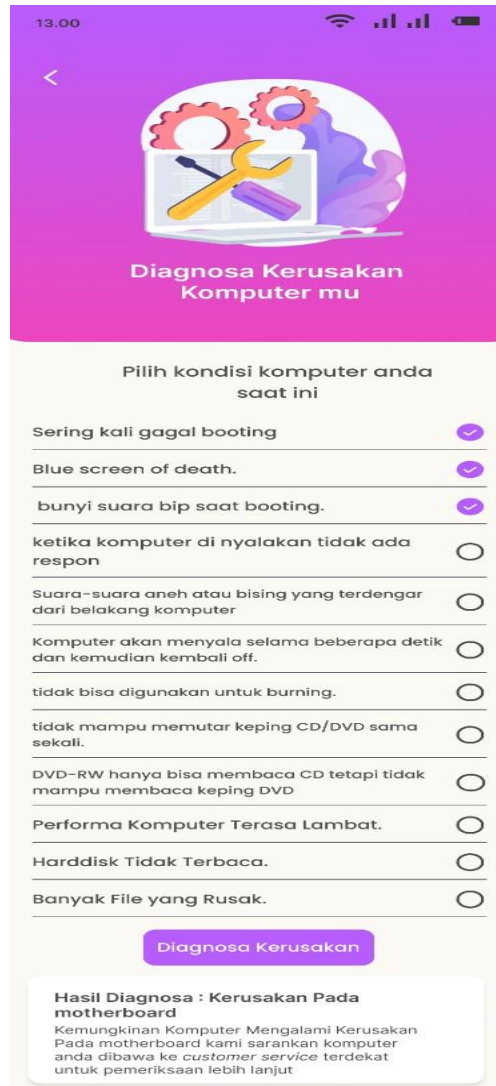 13.00
Diagnosa Kerusakan
Komputer mu
Pilih kondisi komputer anda
saat ini
Sering kali gagal booting
Blue screen of death.
bunyi suara bip saat booting.
ketika komputer di nyalakan tidak ada
respon
Suara-suara aneh atau bising yang terdengar
dari belakang komputer
Komputer akan menyala selama beberapa detik
dan kemudian kembali off.
tidak bisa digunakan untuk burning.
tidak mampu memutar keping CD/DVD sama
sekali.
DVD-RW hanya bisa membaca CD tetapi tidak
mampu membaca keping DVD
Performa Komputer Terasa Lambat.
Harddisk Tidak Terbaca.
Banyak File yang Rusak.
Diagnosa Kerusakan
Hasil Diagnosa : Kerusakan Pada
motherboard
Kemungkinan Komputer Mengalami Kerusakan
Pada motherboard kami sarankan komputer
anda dibawa ke customer service terdekat
untuk pemeriksaan lebih lanjut